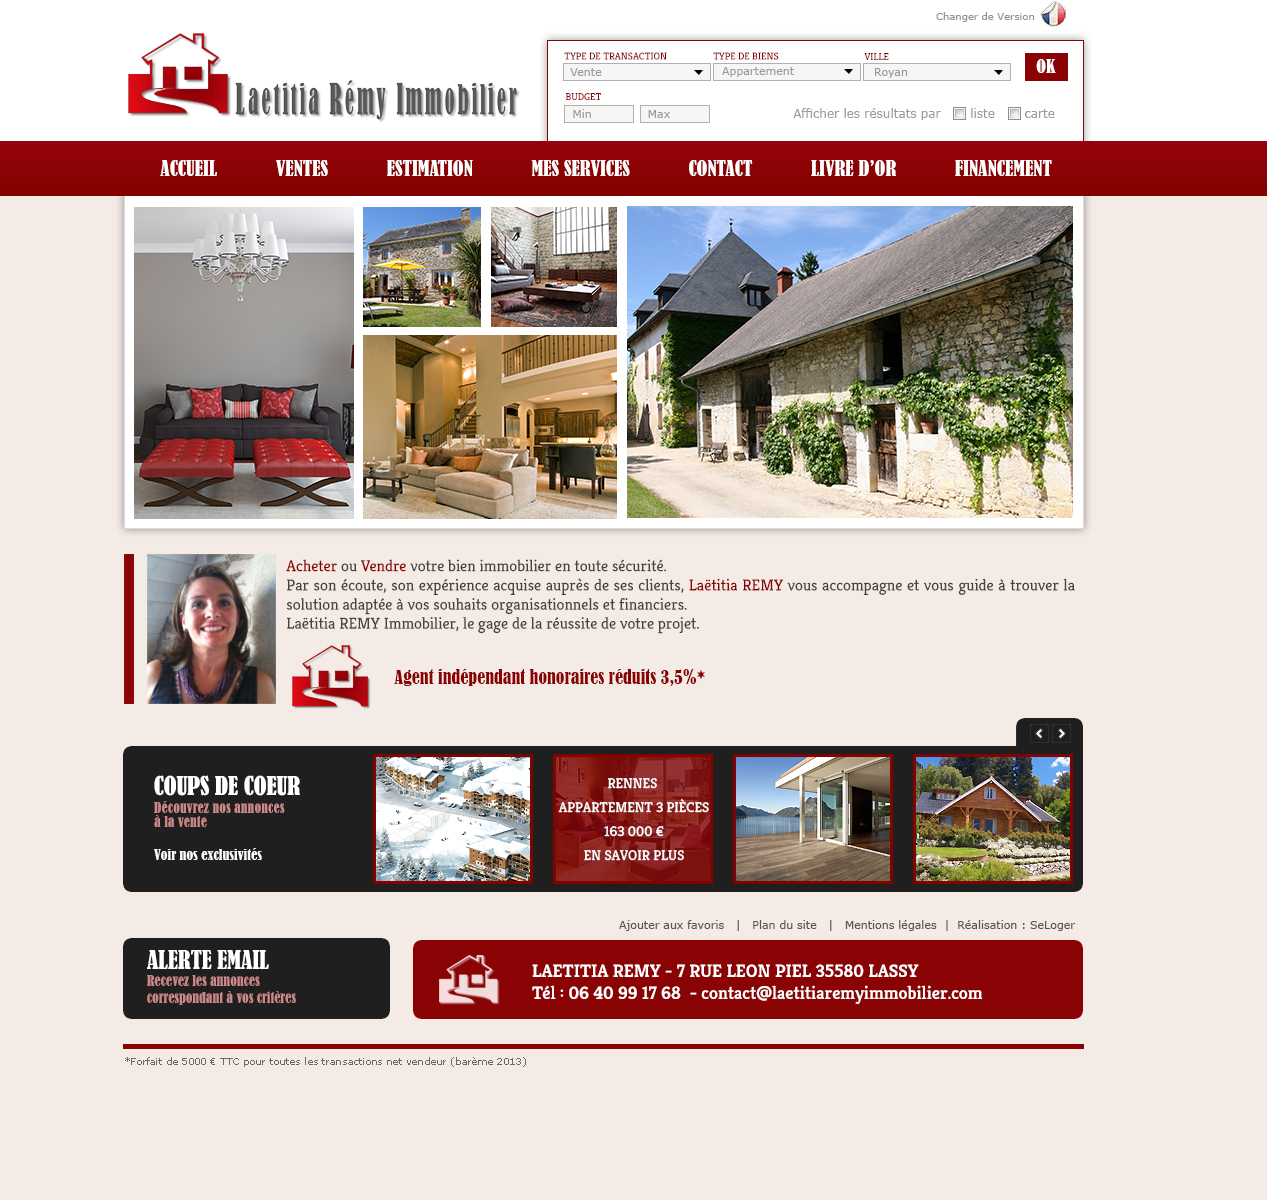 Changer de Version
Laetitia Rémy Immobilier
TYPE DE TRANSACTION TYPE DE BIENS VILLE
Vente Appartement Royan OK
BUDGET
Min Max Afficher les résultats par liste carte
ACCUEIL VENTES ESTIMATION MES SERVICES CONTACT LIVRE D'OR FINANCEMENT
Acheter ou Vendre votre bien immobilier en toute sécurité.
Par son écoute, son expérience acquise auprès de ses clients, Laëtitia REMY vous accompagne et vous guide à trouver la
solution adaptée à vos souhaits organisationnels et financiers.
Laëtitia REMY Immobilier, le gage de la réussite de votre projet.
Agent indépendant honoraires réduits 3,5%*
COUPS DE COEUR
Découvrez nos annonces
à la vente
Voir nos exclusivités
RENNES
APPARTEMENT 3 PIÈCES
163 000 €
EN SAVOIR PLUS
Ajouter aux favoris | Plan du site | Mentions légales | Réalisation : SeLoger
ALERTE EMAIL
Recevez les annonces
correspondant à vos critères
LAETITIA REMY - 7 RUE LEON PIEL 35580 LASSY
Tél : 06 40 99 17 68 - contact@laetitiaremyimmobilier.com
*Forfait de 5000 € TTC pour toutes les transactions net vendeur (barème 2013)